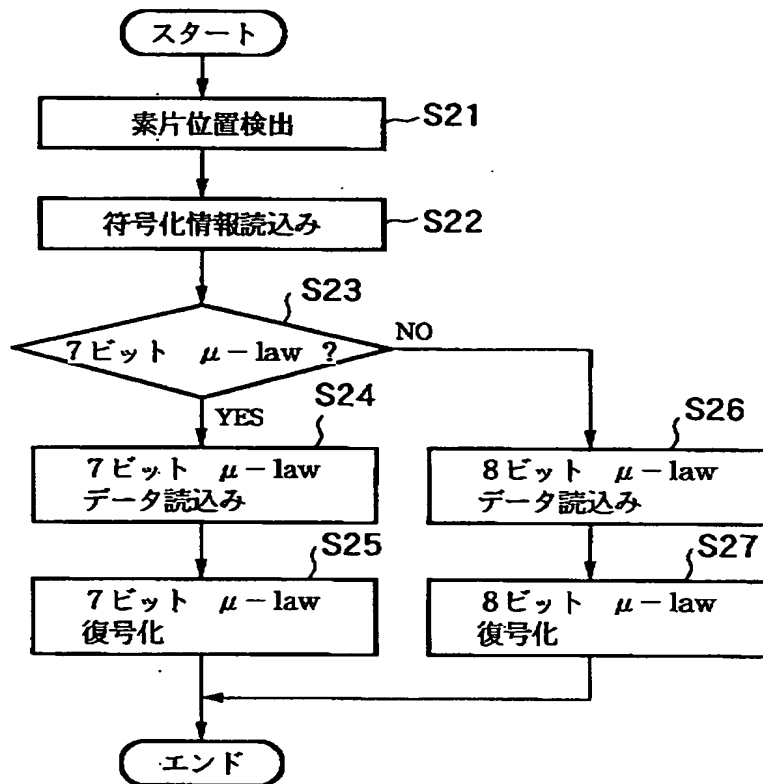 スタート
素片位置検出
S21
符号化情報読込み
S22
S23
7ビット μ-law ?
NO
YES
S24
7ビット μ-law
データ読込み
S26
8ビット μ-law
データ読込み
S25
7ビット μ-law
復号化
S27
8ビット μ-law
復号化
エンド